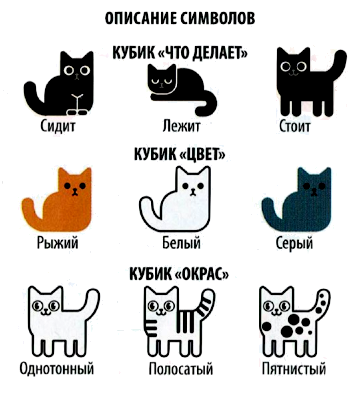 ОПИСАНИЕ СИМВОЛОВ
КУБИК «ЧТО ДЕЛАЕТ»
Сидит Лежит Стоит
КУБИК «ЦВЕТ»
Рыжий Белый Серый
КУБИК «ОКРАС»
Однотонный Полосатый Пятнистый